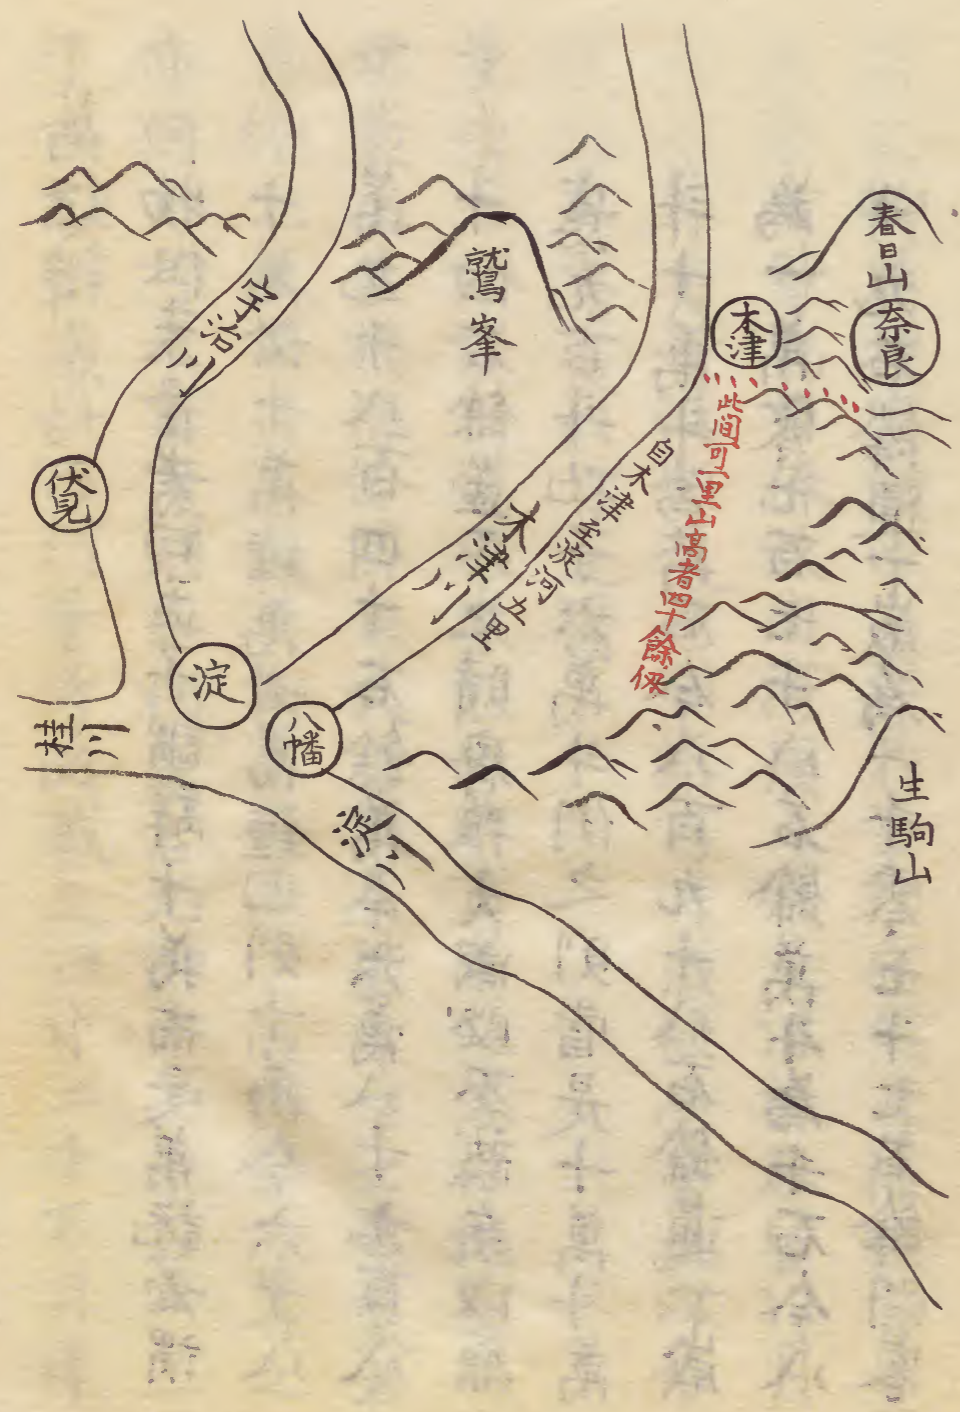 春日山
奈良
木津
此间可一里山高者四十餘仭
生駒山
自木津至淀河五里
木津川
鷲峯
宇治川
伏見
淀
八幡
桂川
淀川